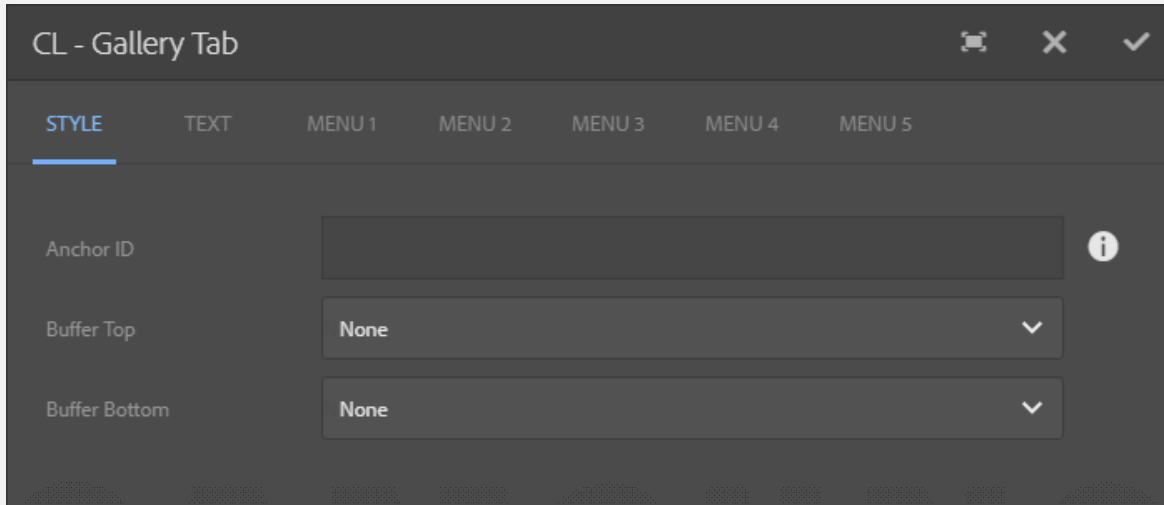 CL - Gallery Tab
STYLE TEXT MENU 1 MENU 2 MENU 3 MENU 4 MENU 5
Anchor ID
Buffer Top None
Buffer Bottom None